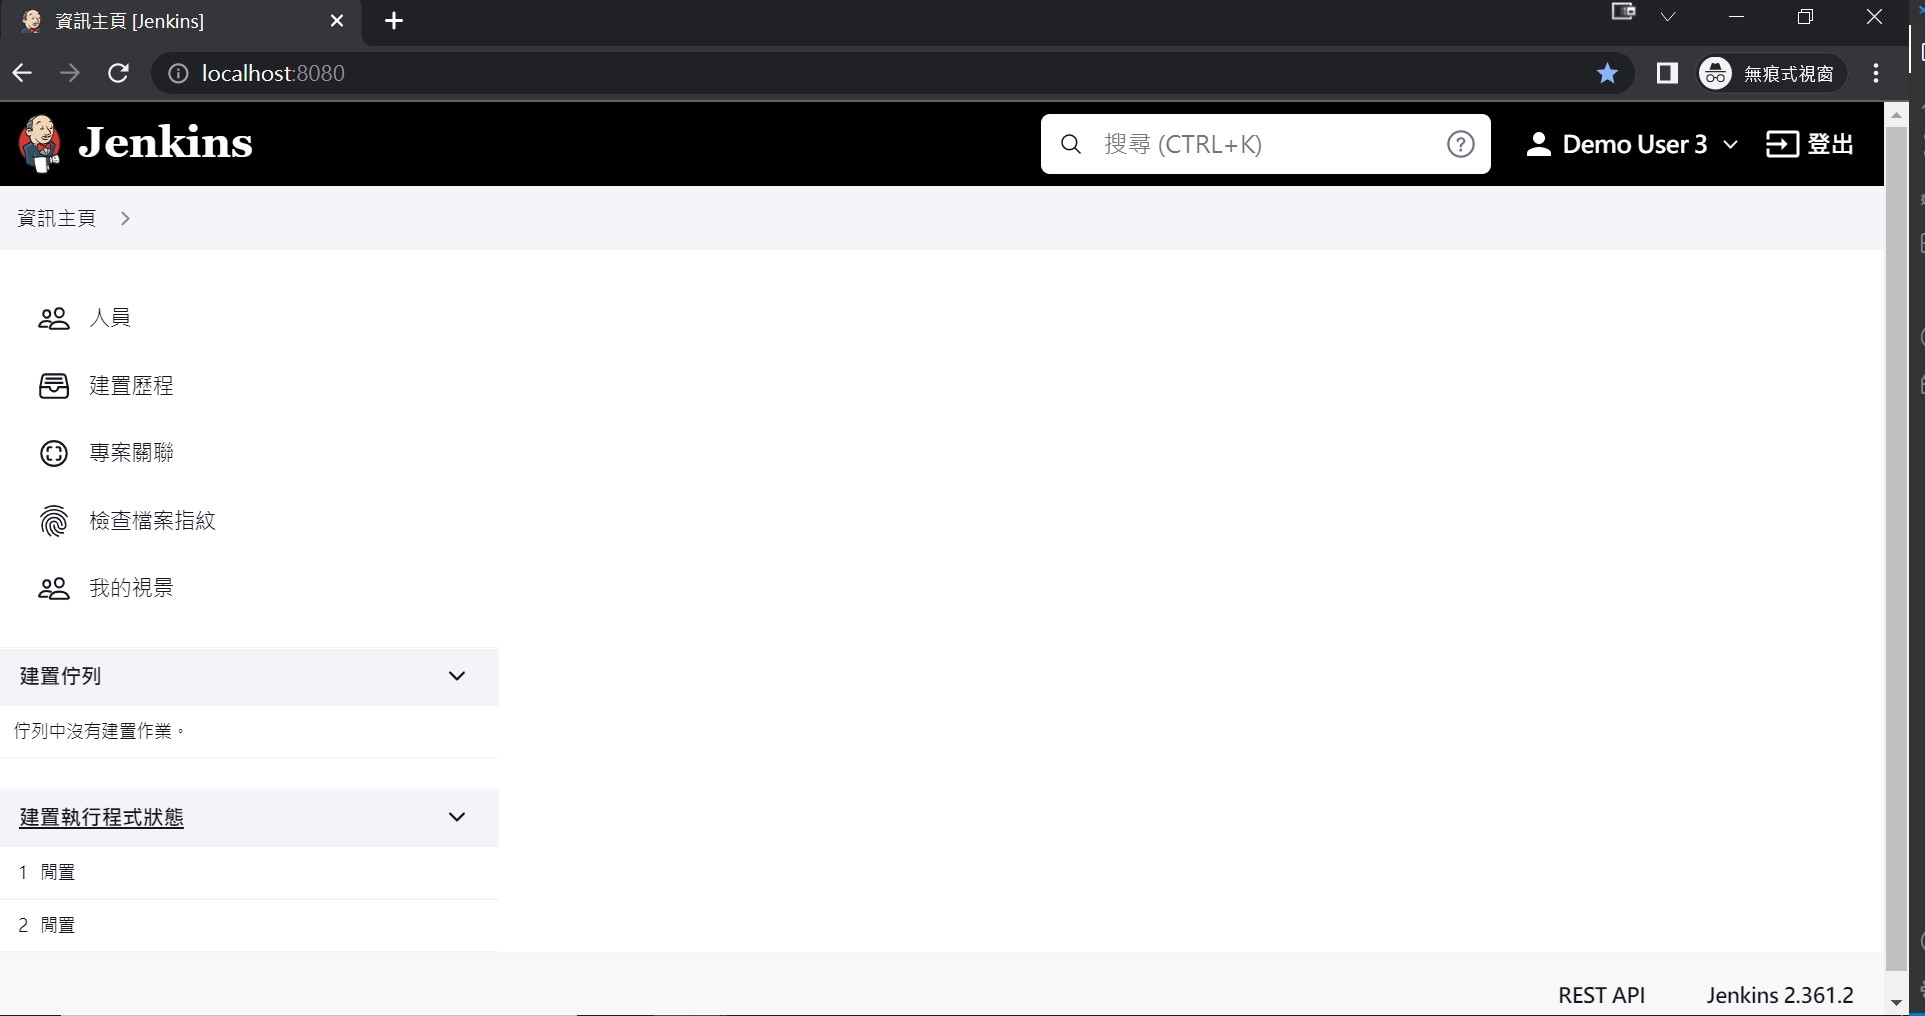 資訊主頁 [Jenkins]
localhost:8080
無痕式視窗
Jenkins
搜尋 (CTRL+K)
Demo User 3
登出
資訊主頁
人員
建置歷程
專案關聯
檢查檔案指紋
我的視景
建置佇列
佇列中沒有建置作業。
建置執行程式狀態
1 閒置
2 閒置
REST API
Jenkins 2.361.2